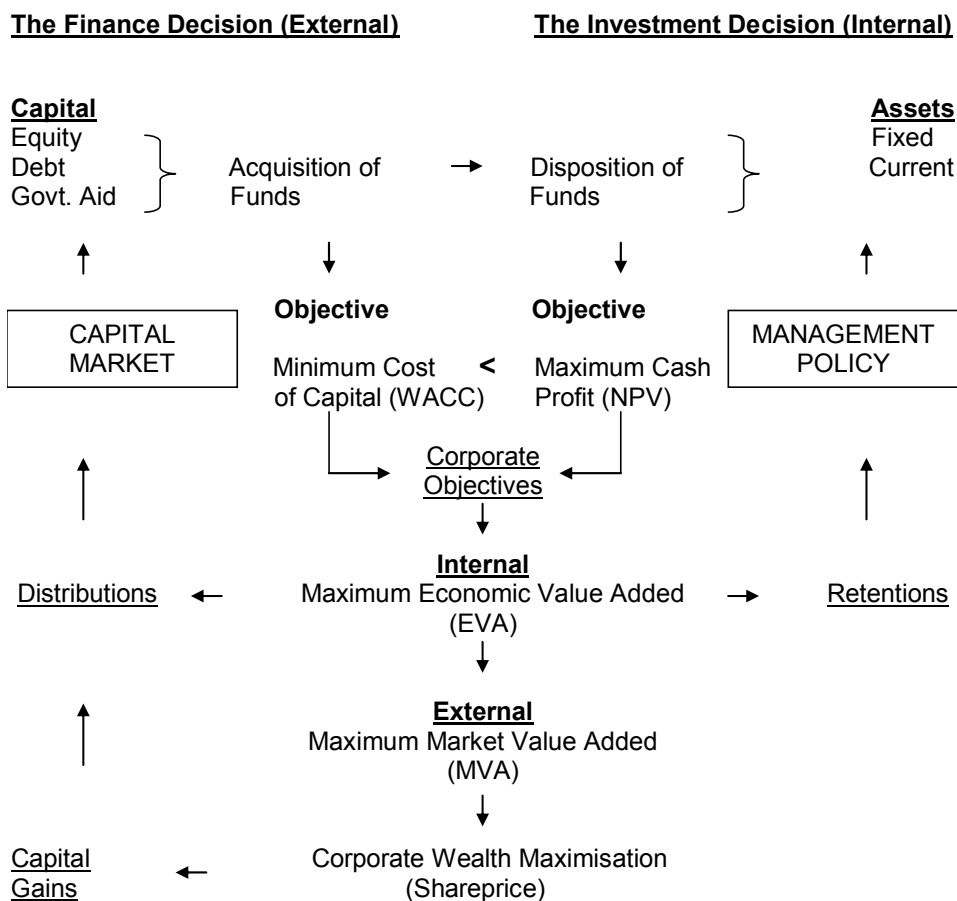 The Finance Decision (External)
The Investment Decision (Internal)
Capital
Equity
Debt
Govt. Aid
Acquisition of
Funds
Disposition of
Funds
Assets
Fixed
Current
CAPITAL
MARKET
Objective
Minimum Cost
of Capital (WACC)
<
Objective
Maximum Cash
Profit (NPV)
MANAGEMENT
POLICY
Corporate
Objectives
Distributions
Internal
Maximum Economic Value Added
(EVA)
Retentions
External
Maximum Market Value Added
(MVA)
Capital
Gains
Corporate Wealth Maximisation
(Shareprice)